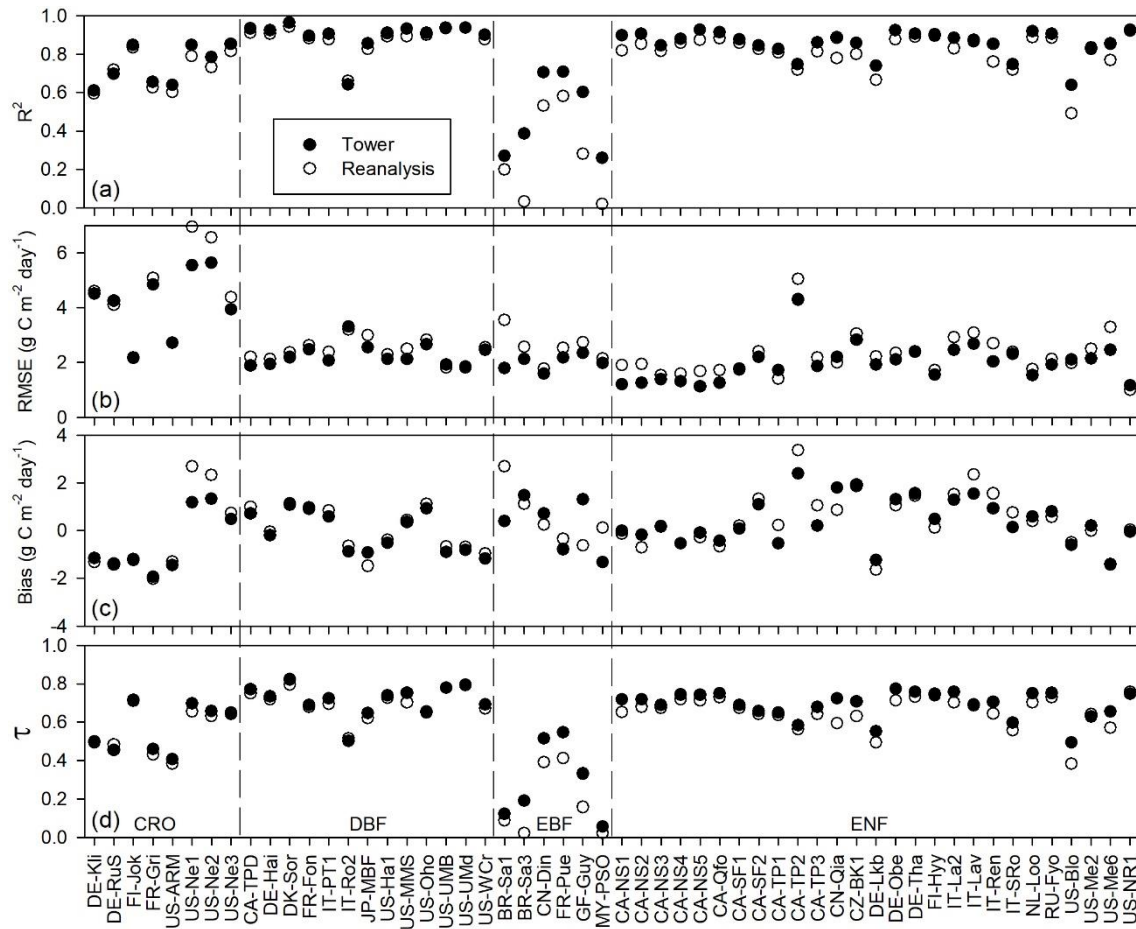 1.0
0.8
0.6
0.4
0.2
0.0
R²
Tower
Reanalysis
(a)
6
4
2
0
RMSE (g C m⁻² day⁻¹)
(b)
4
2
0
-2
-4
Bias (g C m⁻² day⁻¹)
(c)
1.0
0.8
0.6
0.4
0.2
0.0
τ
(d)
CRO
DBF
EBF
ENF
DE-Kli
DE-RuS
FI-Jok
FR-Gri
US-ARM
US-Ne1
US-Ne2
US-Ne3
CA-TPD
DE-Hai
DK-Sor
FR-Fon
IT-PT1
IT-Ro2
JP-MBF
US-Ha1
US-MMS
US-Oho
US-UMB
US-UMd
US-WCr
BR-Sa1
BR-Sa3
CN-Din
FR-Pue
GF-Guy
MY-PSO
CA-NS1
CA-NS2
CA-NS3
CA-NS4
CA-NS5
CA-Qfo
CA-SF1
CA-SF2
CA-TP1
CA-TP2
CA-TP3
CN-Qia
CZ-BK1
DE-Lkb
DE-Obe
DE-Tha
FI-Hyy
IT-La2
IT-Lav
IT-Ren
IT-SRo
NL-Loo
RU-Fyo
US-Blo
US-Me2
US-Me6
US-NR1